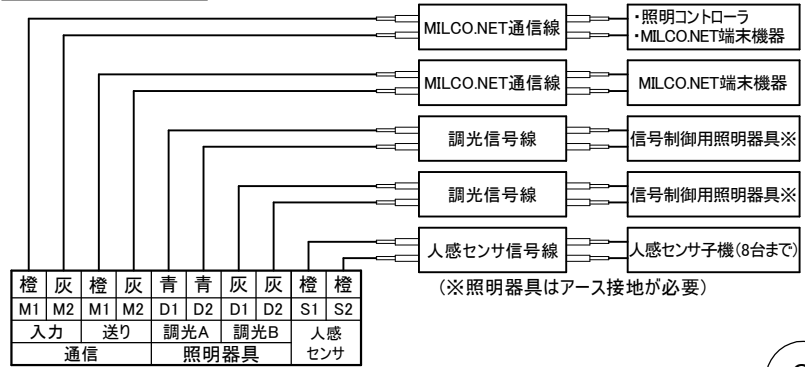 MILCO.NET通信線
・照明コントローラ
・MILCO.NET端末機器
MILCO.NET通信線
MILCO.NET端末機器
調光信号線
信号制御用照明器具※
調光信号線
信号制御用照明器具※
人感センサ信号線
人感センサ子機(8台まで)
(※照明器具はアース接地が必要)
橙 灰 橙 灰 青 青 灰 灰 橙 橙
M1 M2 M1 M2 D1 D2 D1 D2 S1 S2
入力 送り 調光A 調光B 人感
センサ
通信 照明器具